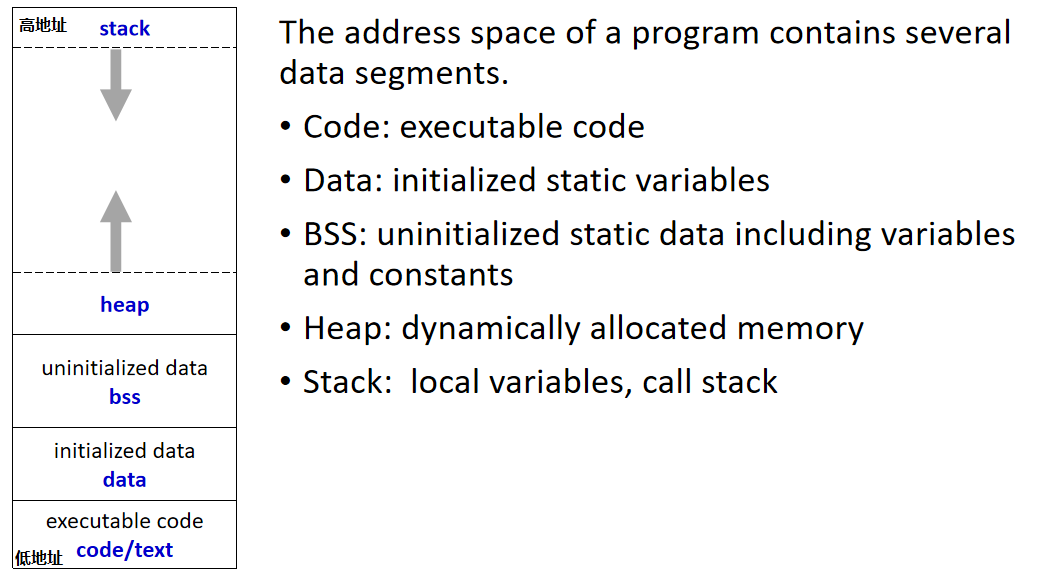 高地址 stack
heap
uninitialized data
bss
initialized data
data
executable code
低地址 code/text
The address space of a program contains several
data segments.
• Code: executable code
• Data: initialized static variables
• BSS: uninitialized static data including variables
and constants
• Heap: dynamically allocated memory
• Stack: local variables, call stack